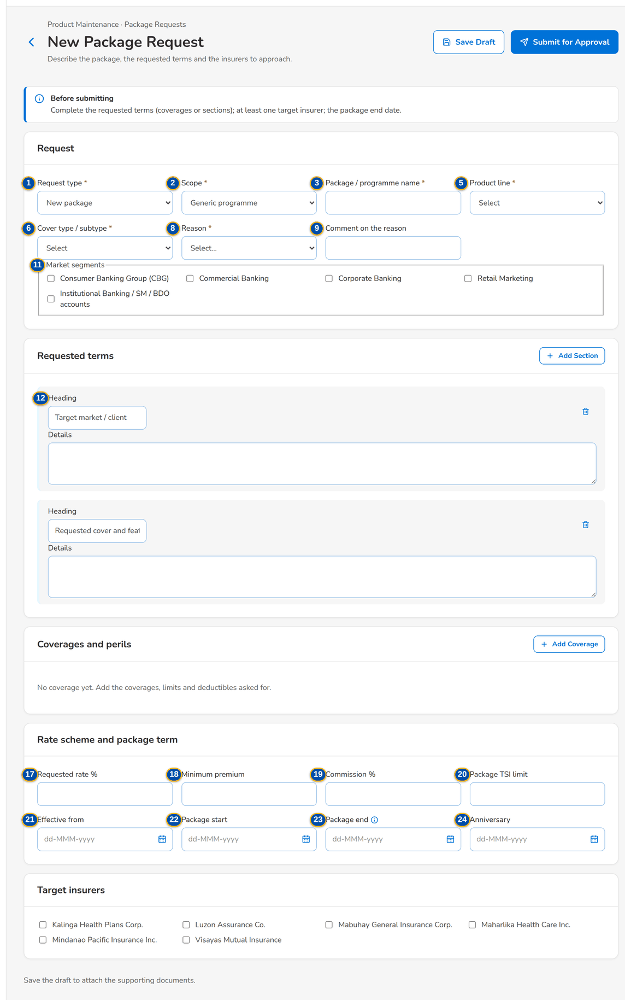 Product Maintenance · Package Requests
New Package Request
Describe the package, the requested terms and the insurers to approach.
Save Draft
Submit for Approval
Before submitting
Complete the requested terms (coverages or sections); at least one target insurer; the package end date.
Request
1 Request type *
2 Scope *
3 Package / programme name *
5 Product line *
New package
Generic programme
Select
6 Cover type / subtype *
8 Reason *
9 Comment on the reason
Select
Select...
11 Market segments
Consumer Banking Group (CBG)
Commercial Banking
Corporate Banking
Retail Marketing
Institutional Banking / SM / BDO
accounts
Requested terms
+ Add Section
12 Heading
Target market / client
Details
Heading
Requested cover and feat
Details
Coverages and perils
+ Add Coverage
No coverage yet. Add the coverages, limits and deductibles asked for.
Rate scheme and package term
17 Requested rate %
18 Minimum premium
19 Commission %
20 Package TSI limit
21 Effective from
22 Package start
23 Package end
24 Anniversary
dd-MMM-yyyy
dd-MMM-yyyy
dd-MMM-yyyy
dd-MMM-yyyy
Target insurers
Kalinga Health Plans Corp.
Luzon Assurance Co.
Mabuhay General Insurance Corp.
Maharlika Health Care Inc.
Mindanao Pacific Insurance Inc.
Visayas Mutual Insurance
Save the draft to attach the supporting documents.